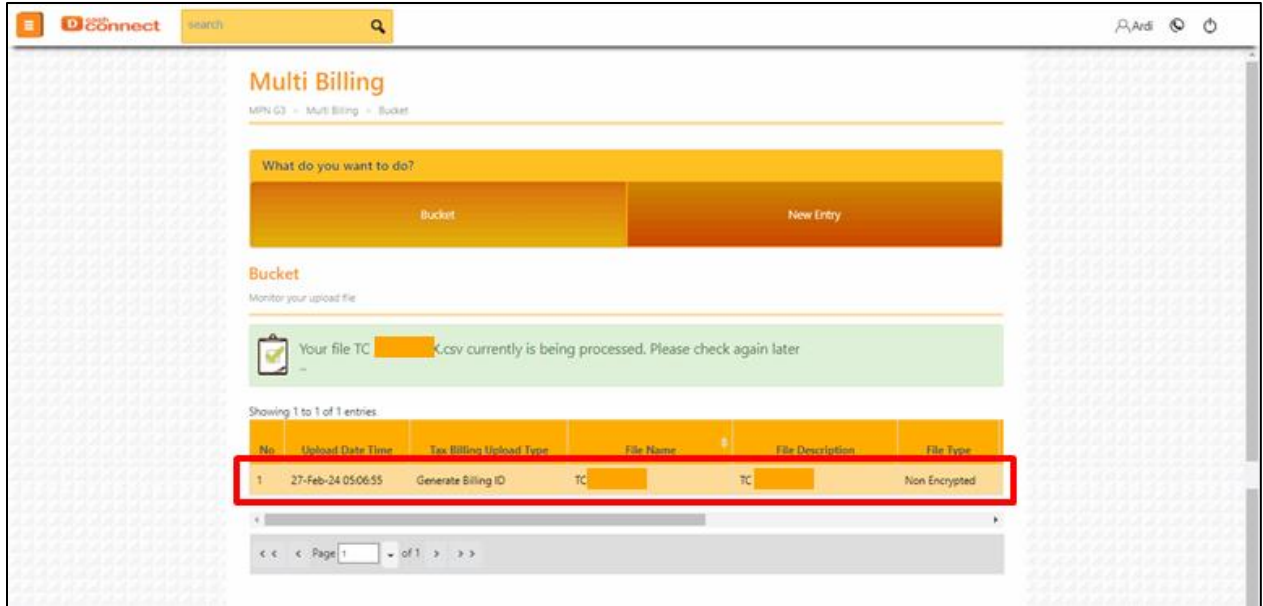 D cash connect
search
Ardi
Multi Billing
MPN G3 > Multi Billing > Bucket
What do you want to do?
Bucket
New Entry
Bucket
Monitor your upload file
Your file TC K.csv currently is being processed. Please check again later
Showing 1 to 1 of 1 entries
No Upload Date Time Tax Billing Upload Type File Name File Description File Type
1 27-Feb-24 05:06:55 Generate Billing ID TC TC Non Encrypted
< < < Page 1 of 1 > > >